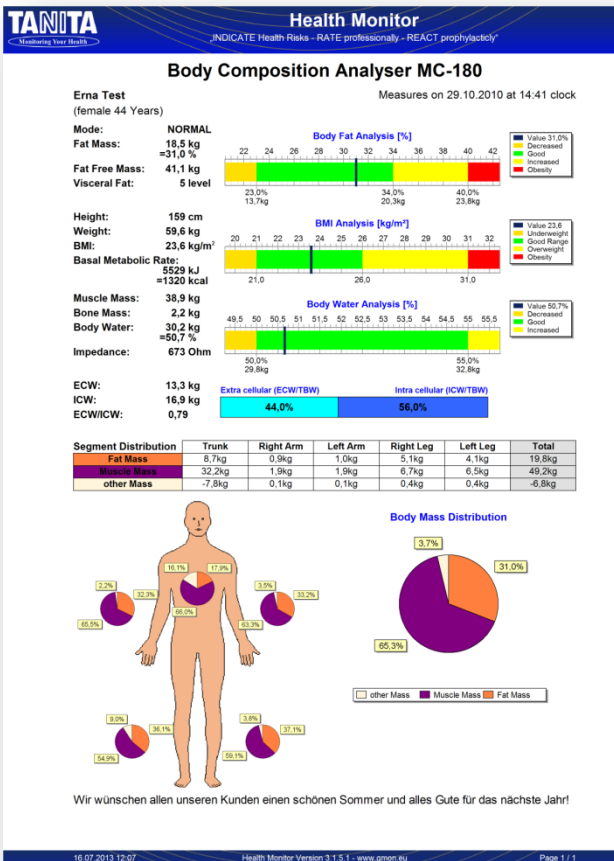 TANITA
Monitoring Your Health
Health Monitor
„INDICATE Health Risks - RATE professionally - REACT prophylacticly"
Body Composition Analyser MC-180
Erna Test
Measures on 29.10.2010 at 14:41 clock
(female 44 Years)
Mode: NORMAL
Fat Mass: 18,5 kg
=31,0 %
Fat Free Mass: 41,1 kg
Visceral Fat: 5 level
Body Fat Analysis [%]
22 24 26 28 30 32 34 36 38 40 42
23,0% 34,0% 40,0%
13,7kg 20,3kg 23,8kg
Value 31,0%
Decreased
Good
Increased
Obesity
Height: 159 cm
Weight: 59,6 kg
BMI: 23,6 kg/m²
Basal Metabolic Rate:
5529 kJ
=1320 kcal
BMI Analysis [kg/m²]
20 21 22 23 24 25 26 27 28 29 30 31 32
21,0 26,0 31,0
Value 23,6
Underweight
Good Range
Overweight
Obesity
Muscle Mass: 38,9 kg
Bone Mass: 2,2 kg
Body Water: 30,2 kg
=50,7 %
Impedance: 673 Ohm
Body Water Analysis [%]
49,5 50 50,5 51 51,5 52 52,5 53 53,5 54 54,5 55 55,5
50,0% 55,0%
29,8kg 32,8kg
Value 50,7%
Decreased
Good
Increased
ECW: 13,3 kg
ICW: 16,9 kg
ECW/ICW: 0,79
Extra cellular (ECW/TBW) Intra cellular (ICW/TBW)
44,0% 56,0%
Segment Distribution Trunk Right Arm Left Arm Right Leg Left Leg Total
Fat Mass 8,7kg 0,9kg 1,0kg 5,1kg 4,1kg 19,8kg
Muscle Mass 32,2kg 1,9kg 1,9kg 6,7kg 6,5kg 49,2kg
other Mass -7,8kg 0,1kg 0,1kg 0,4kg 0,4kg -6,8kg
16,1% 17,9%
66,0%
2,2% 32,3%
65,5%
3,5% 33,2%
63,3%
9,0% 36,1%
54,9%
3,8% 37,1%
59,1%
Body Mass Distribution
3,7%
31,0%
65,3%
other Mass Muscle Mass Fat Mass
Wir wünschen allen unseren Kunden einen schönen Sommer und alles Gute für das nächste Jahr!
16.07.2013 12:07 Health Monitor Version 3.1.5.1 - www.gmon.eu Page 1 / 1